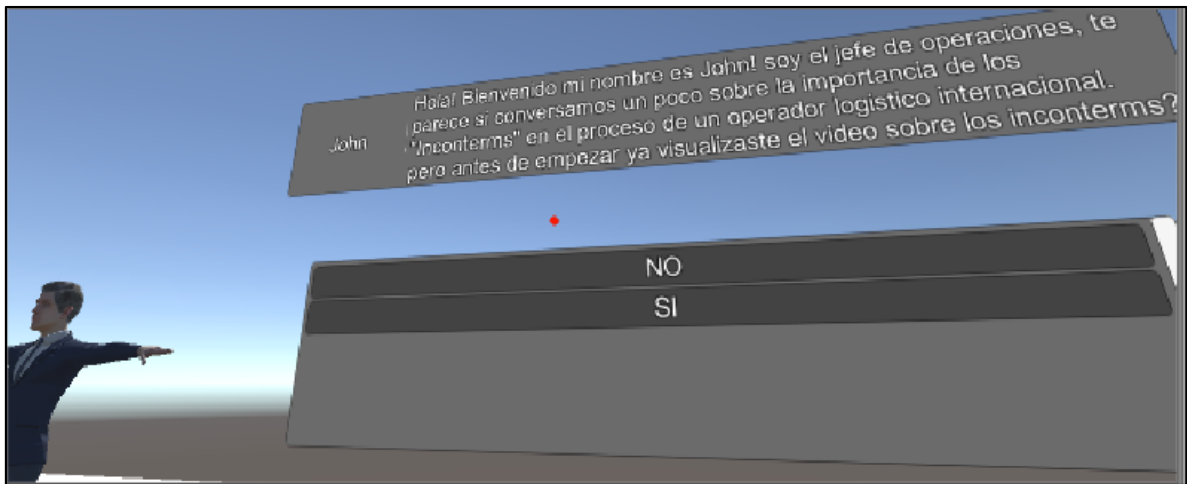 Hola! Bienvenido mi nombre es John! soy el jefe de operaciones, te
parece si conversamos un poco sobre la importancia de los
John
"Inconterms" en el proceso de un operador logistico internacional.
pero antes de empezar ya visualizaste el video sobre los inconterms?
NO
SI